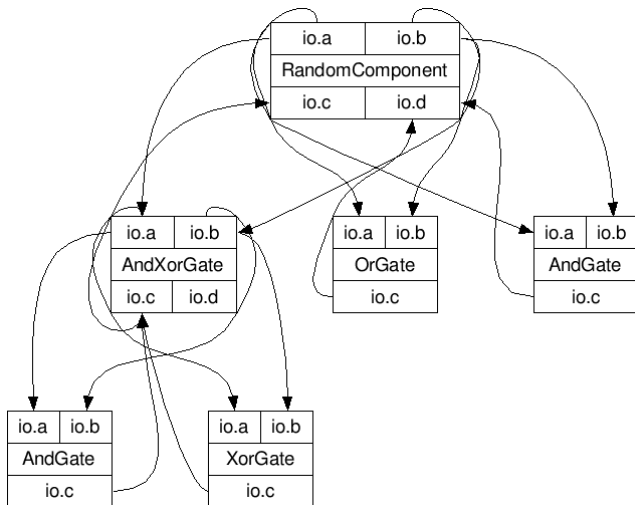 io.a io.b
RandomComponent
io.c io.d
io.a io.b
AndXorGate
io.c io.d
io.a io.b
OrGate
io.c
io.a io.b
AndGate
io.c
io.a io.b
AndGate
io.c
io.a io.b
XorGate
io.c